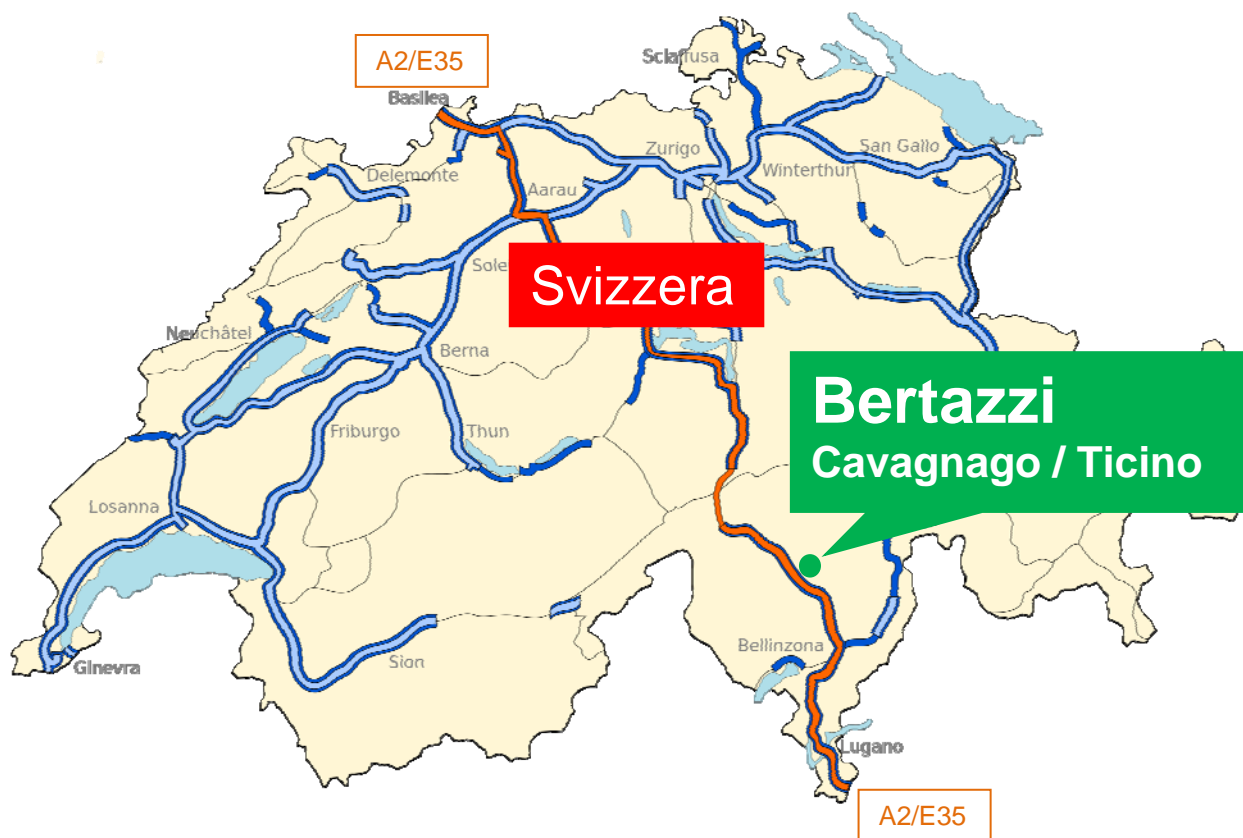 A2/E35
Sciaffusa
Basilea
Zurigo
San Gallo
Winterthur
Delemonte
Aarau
Svizzera
Neuchâtel
Berna
Bertazzi
Cavagnago / Ticino
Friburgo
Thun
Losanna
Bellinzona
Sion
Ginevra
Lugano
A2/E35